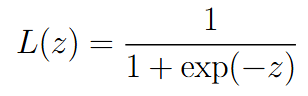 L(z) = 1 / (1 + exp(−z))